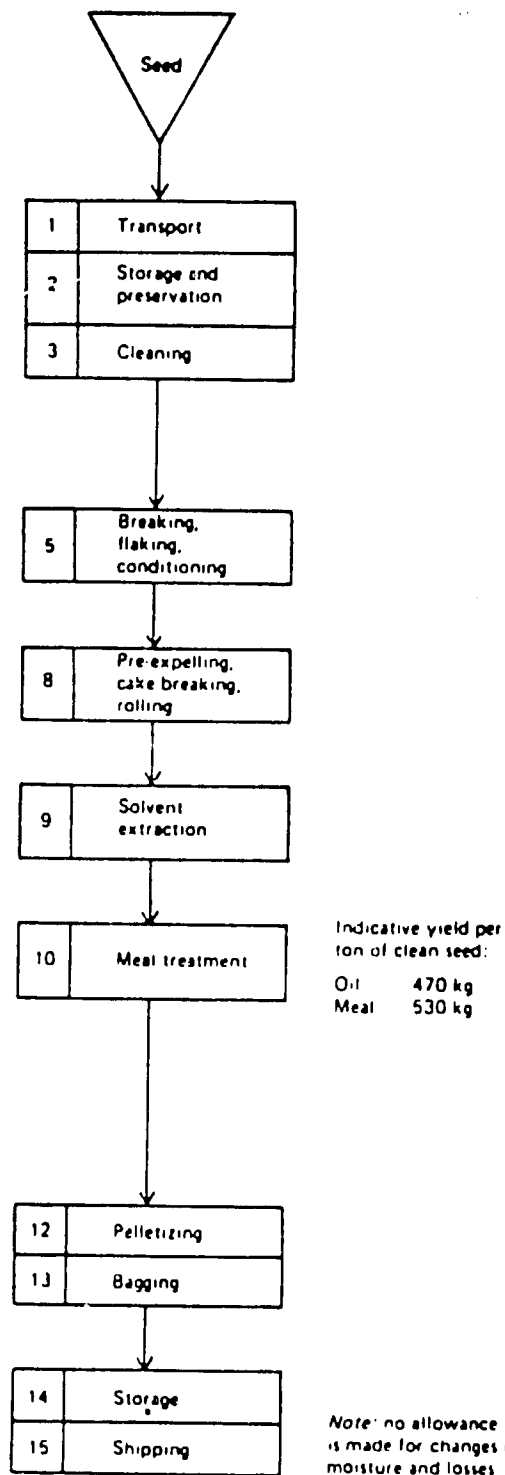 Seed
1 Transport
2 Storage and
preservation
3 Cleaning
5 Breaking,
flaking,
conditioning
8 Pre-expelling,
cake breaking,
rolling
9 Solvent
extraction
10 Meal treatment
Indicative yield per
ton of clean seed:
Oil 470 kg
Meal 530 kg
12 Pelletizing
13 Bagging
14 Storage
15 Shipping
Note: no allowance
is made for changes
moisture and losses